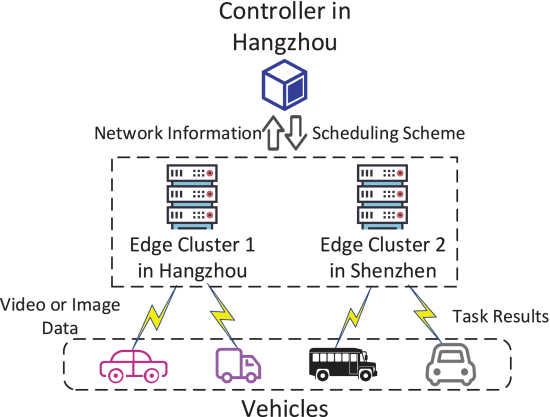 Controller in
Hangzhou
Network Information
Scheduling Scheme
Edge Cluster 1
in Hangzhou
Edge Cluster 2
in Shenzhen
Video or Image
Data
Task Results
Vehicles